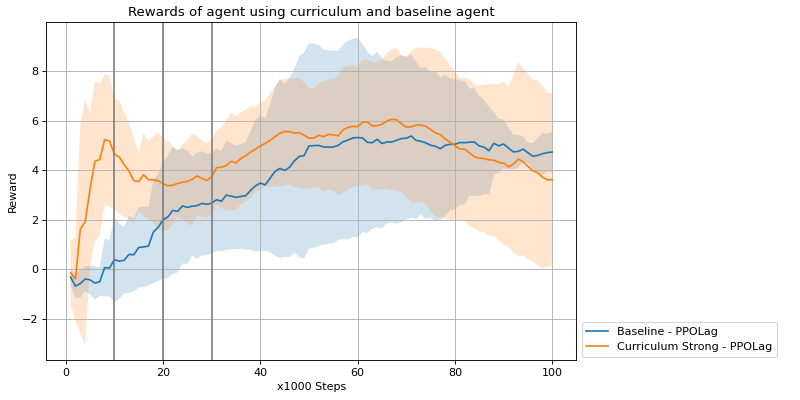 Rewards of agent using curriculum and baseline agent
8
6
4
2
0
−2
Reward
0
20
40
60
80
100
x1000 Steps
Baseline - PPOLag
Curriculum Strong - PPOLag